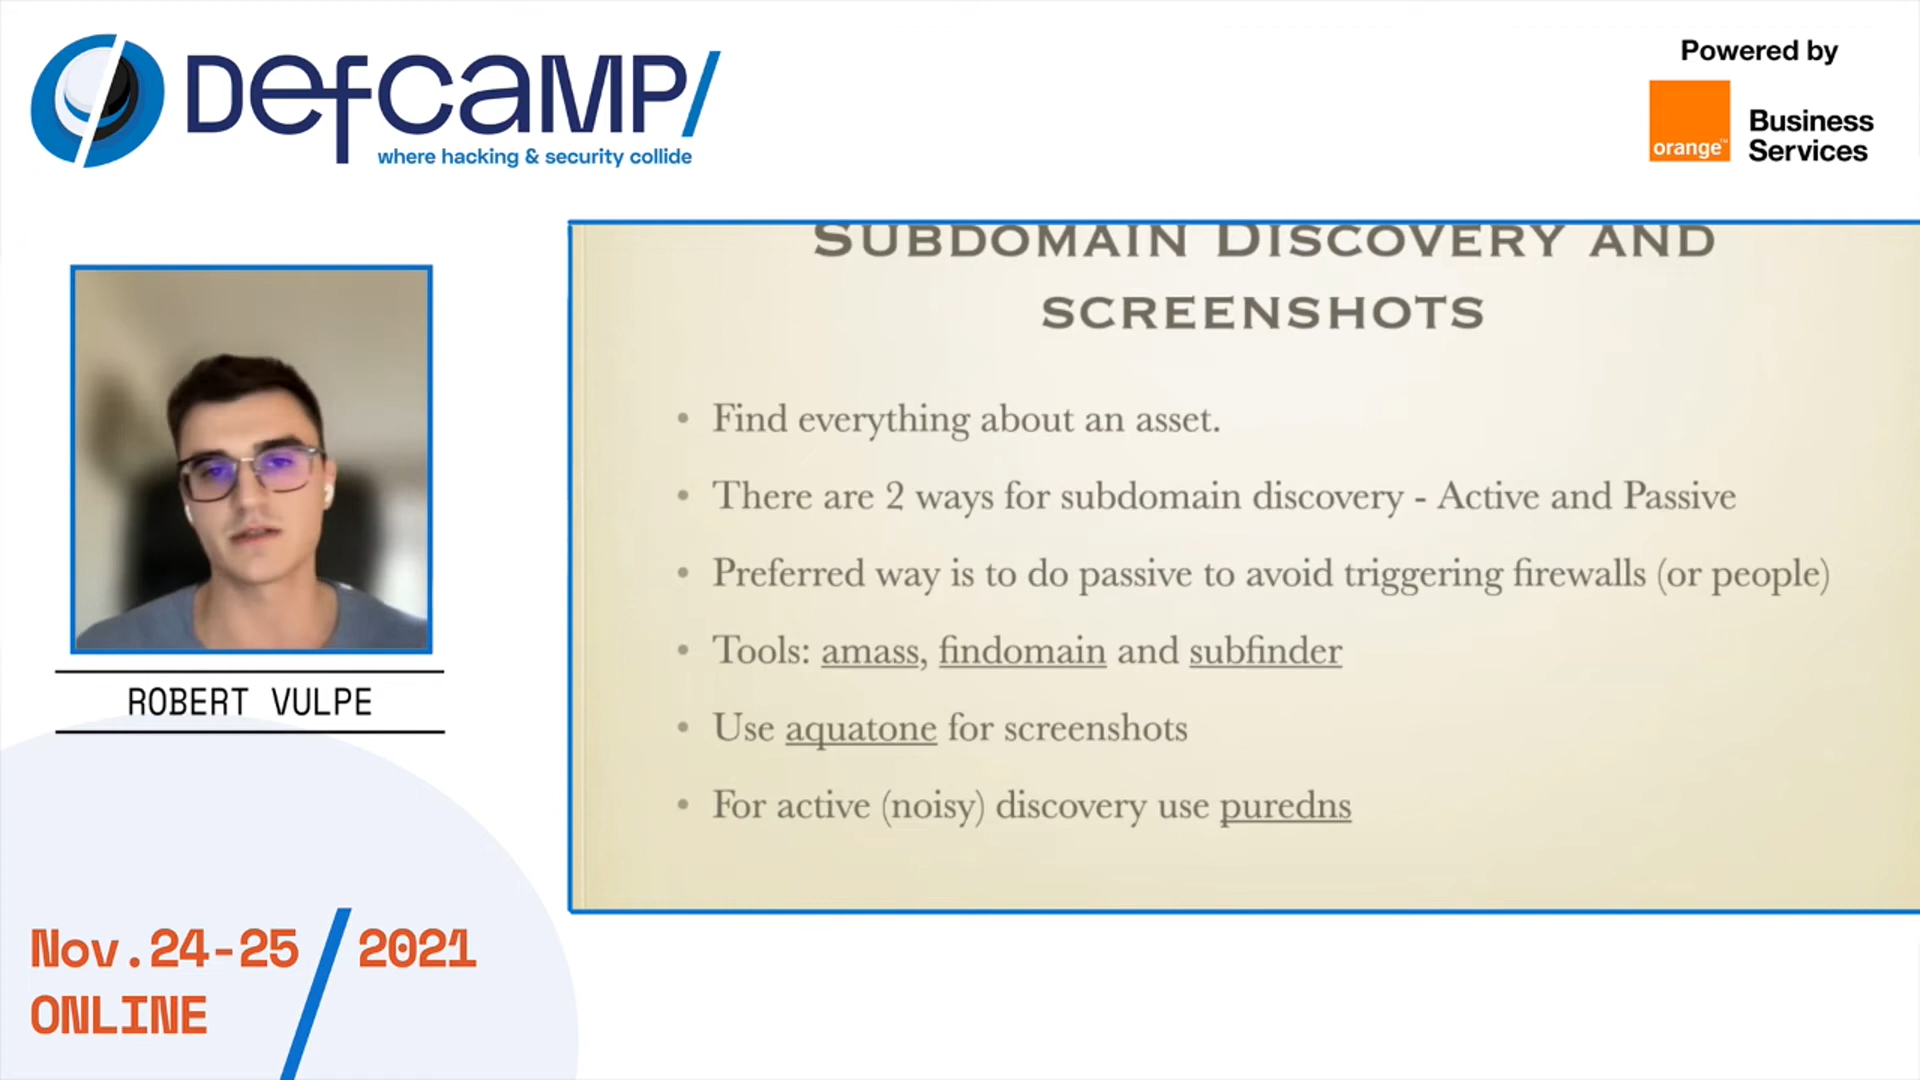 DefCamp/
where hacking & security collide
Powered by
orange™
Business
Services
Subdomain Discovery and
screenshots
• Find everything about an asset.
• There are 2 ways for subdomain discovery - Active and Passive
• Preferred way is to do passive to avoid triggering firewalls (or people)
• Tools: amass, findomain and subfinder
• Use aquatone for screenshots
• For active (noisy) discovery use puredns
ROBERT VULPE
Nov.24-25/2021
ONLINE